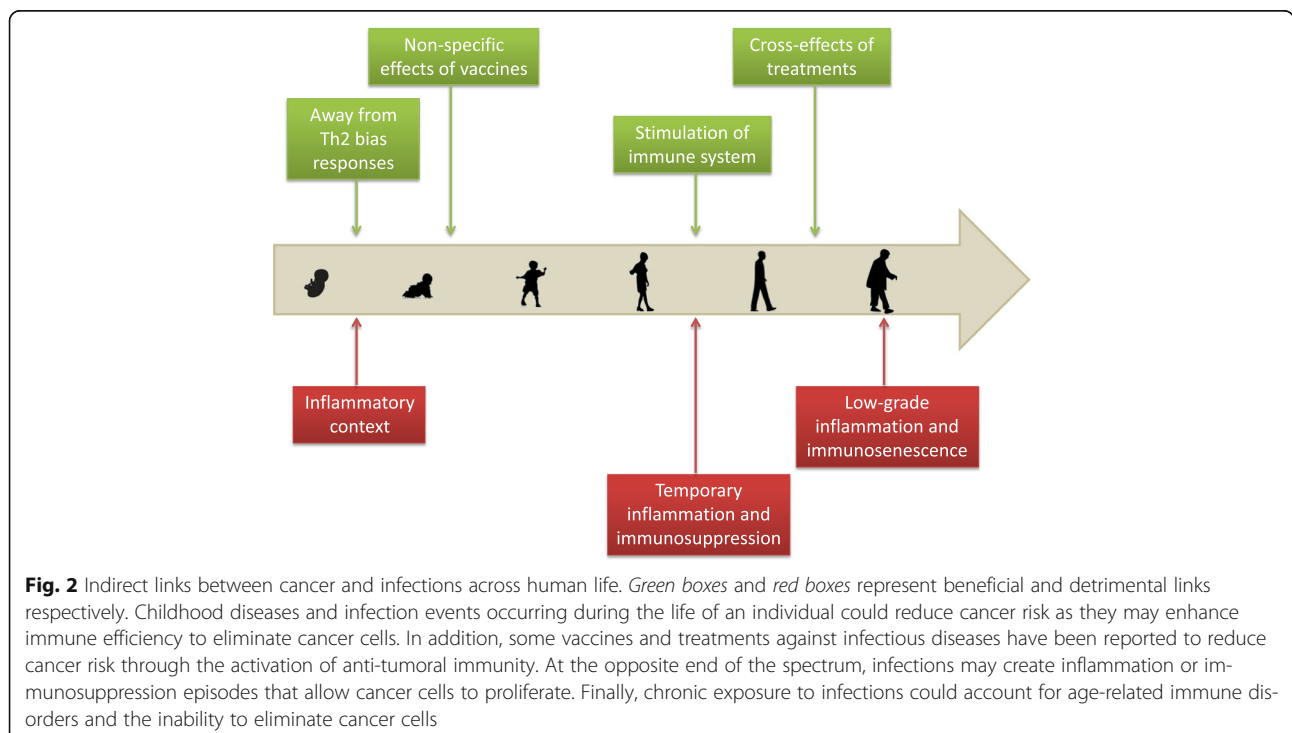 Non-specific
effects of vaccines
Cross-effects of
treatments
Away from
Th2 bias
responses
Stimulation of
immune system
Inflammatory
context
Low-grade
inflammation and
immunosenescence
Temporary
inflammation and
immunosuppression
Fig. 2 Indirect links between cancer and infections across human life. Green boxes and red boxes represent beneficial and detrimental links
respectively. Childhood diseases and infection events occurring during the life of an individual could reduce cancer risk as they may enhance
immune efficiency to eliminate cancer cells. In addition, some vaccines and treatments against infectious diseases have been reported to reduce
cancer risk through the activation of anti-tumoral immunity. At the opposite end of the spectrum, infections may create inflammation or im-
munosuppression episodes that allow cancer cells to proliferate. Finally, chronic exposure to infections could account for age-related immune dis-
orders and the inability to eliminate cancer cells